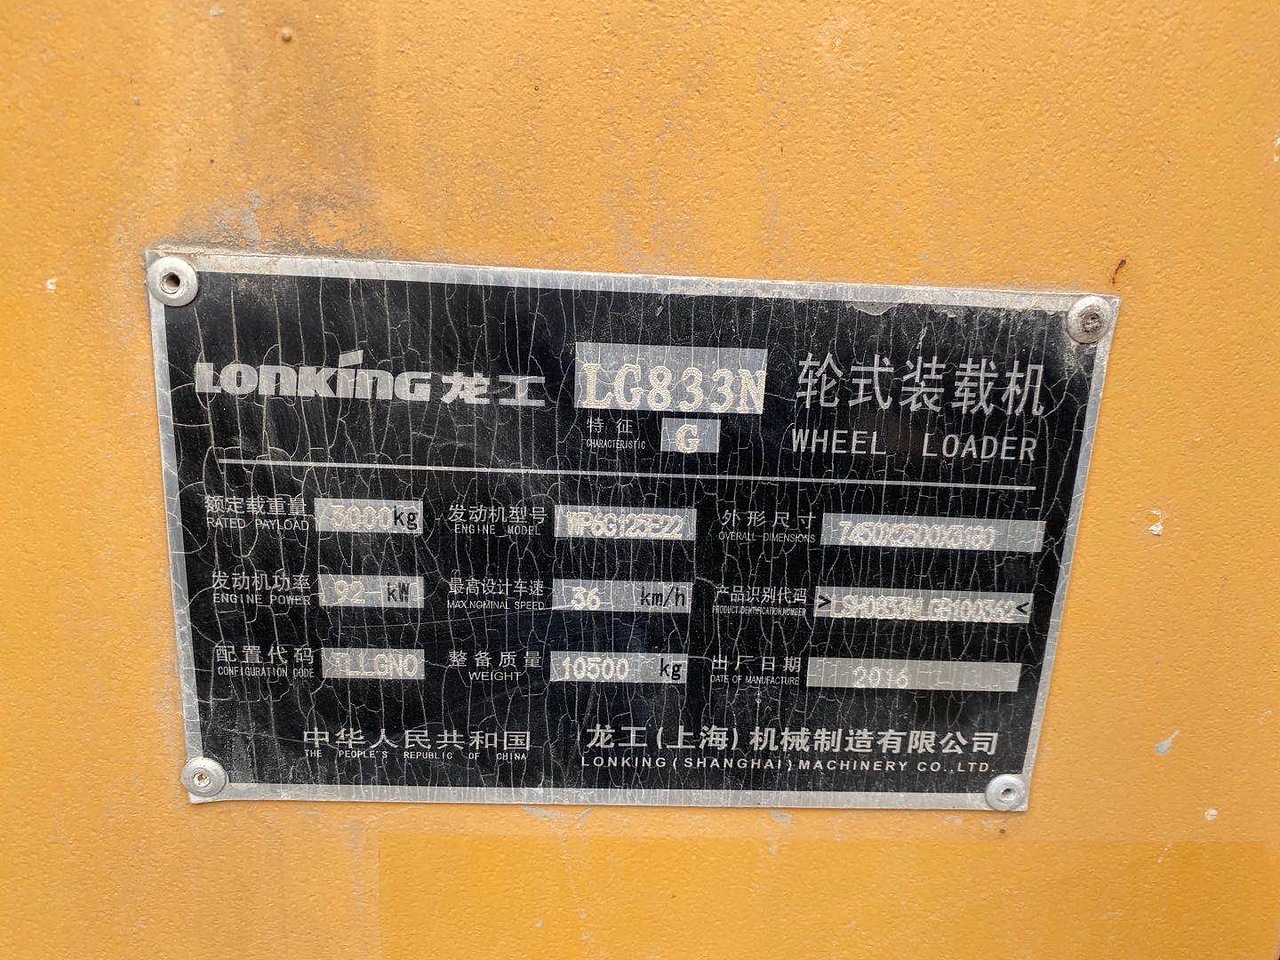 LONKING 龙工 LG833N 轮式装载机
特征 CHARACTERISTIC G WHEEL LOADER
额定载重量 3000kg 发动机型号 WP6G125E22 外形尺寸
RATED PAYLOAD ENGINE MODEL OVERALL DIMENSIONS
发动机功率 92 kW 最高设计车速 36 km/h 产品识别代码
ENGINE POWER MAX.NOMINAL SPEED PRODUCT IDENTIFICATION NUMBER
配置代码 整备质量 10500 kg 出厂日期 2016
CONFIGURATION CODE WEIGHT DATE OF MANUFACTURE
中华人民共和国 龙工(上海)机械制造有限公司
THE PEOPLE'S REPUBLIC OF CHINA LONKING(SHANGHAI)MACHINERY CO.,LTD.